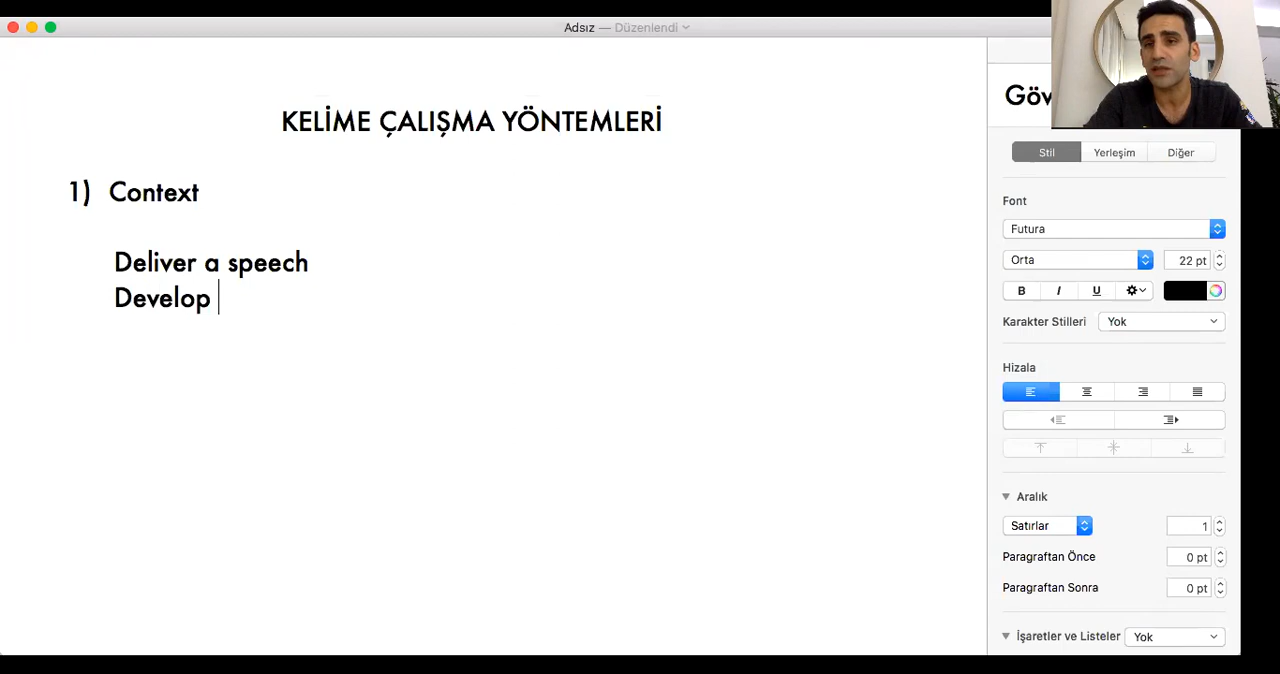 Adsız — Düzenlendi
KELİME ÇALIŞMA YÖNTEMLERİ
1) Context
Deliver a speech
Develop
Göv
Stil Yerleşim Diğer
Font
Futura
Orta 22 pt
B I U
Karakter Stilleri Yok
Hizala
Aralık
Satırlar 1
Paragraftan Önce 0 pt
Paragraftan Sonra 0 pt
İşaretler ve Listeler Yok